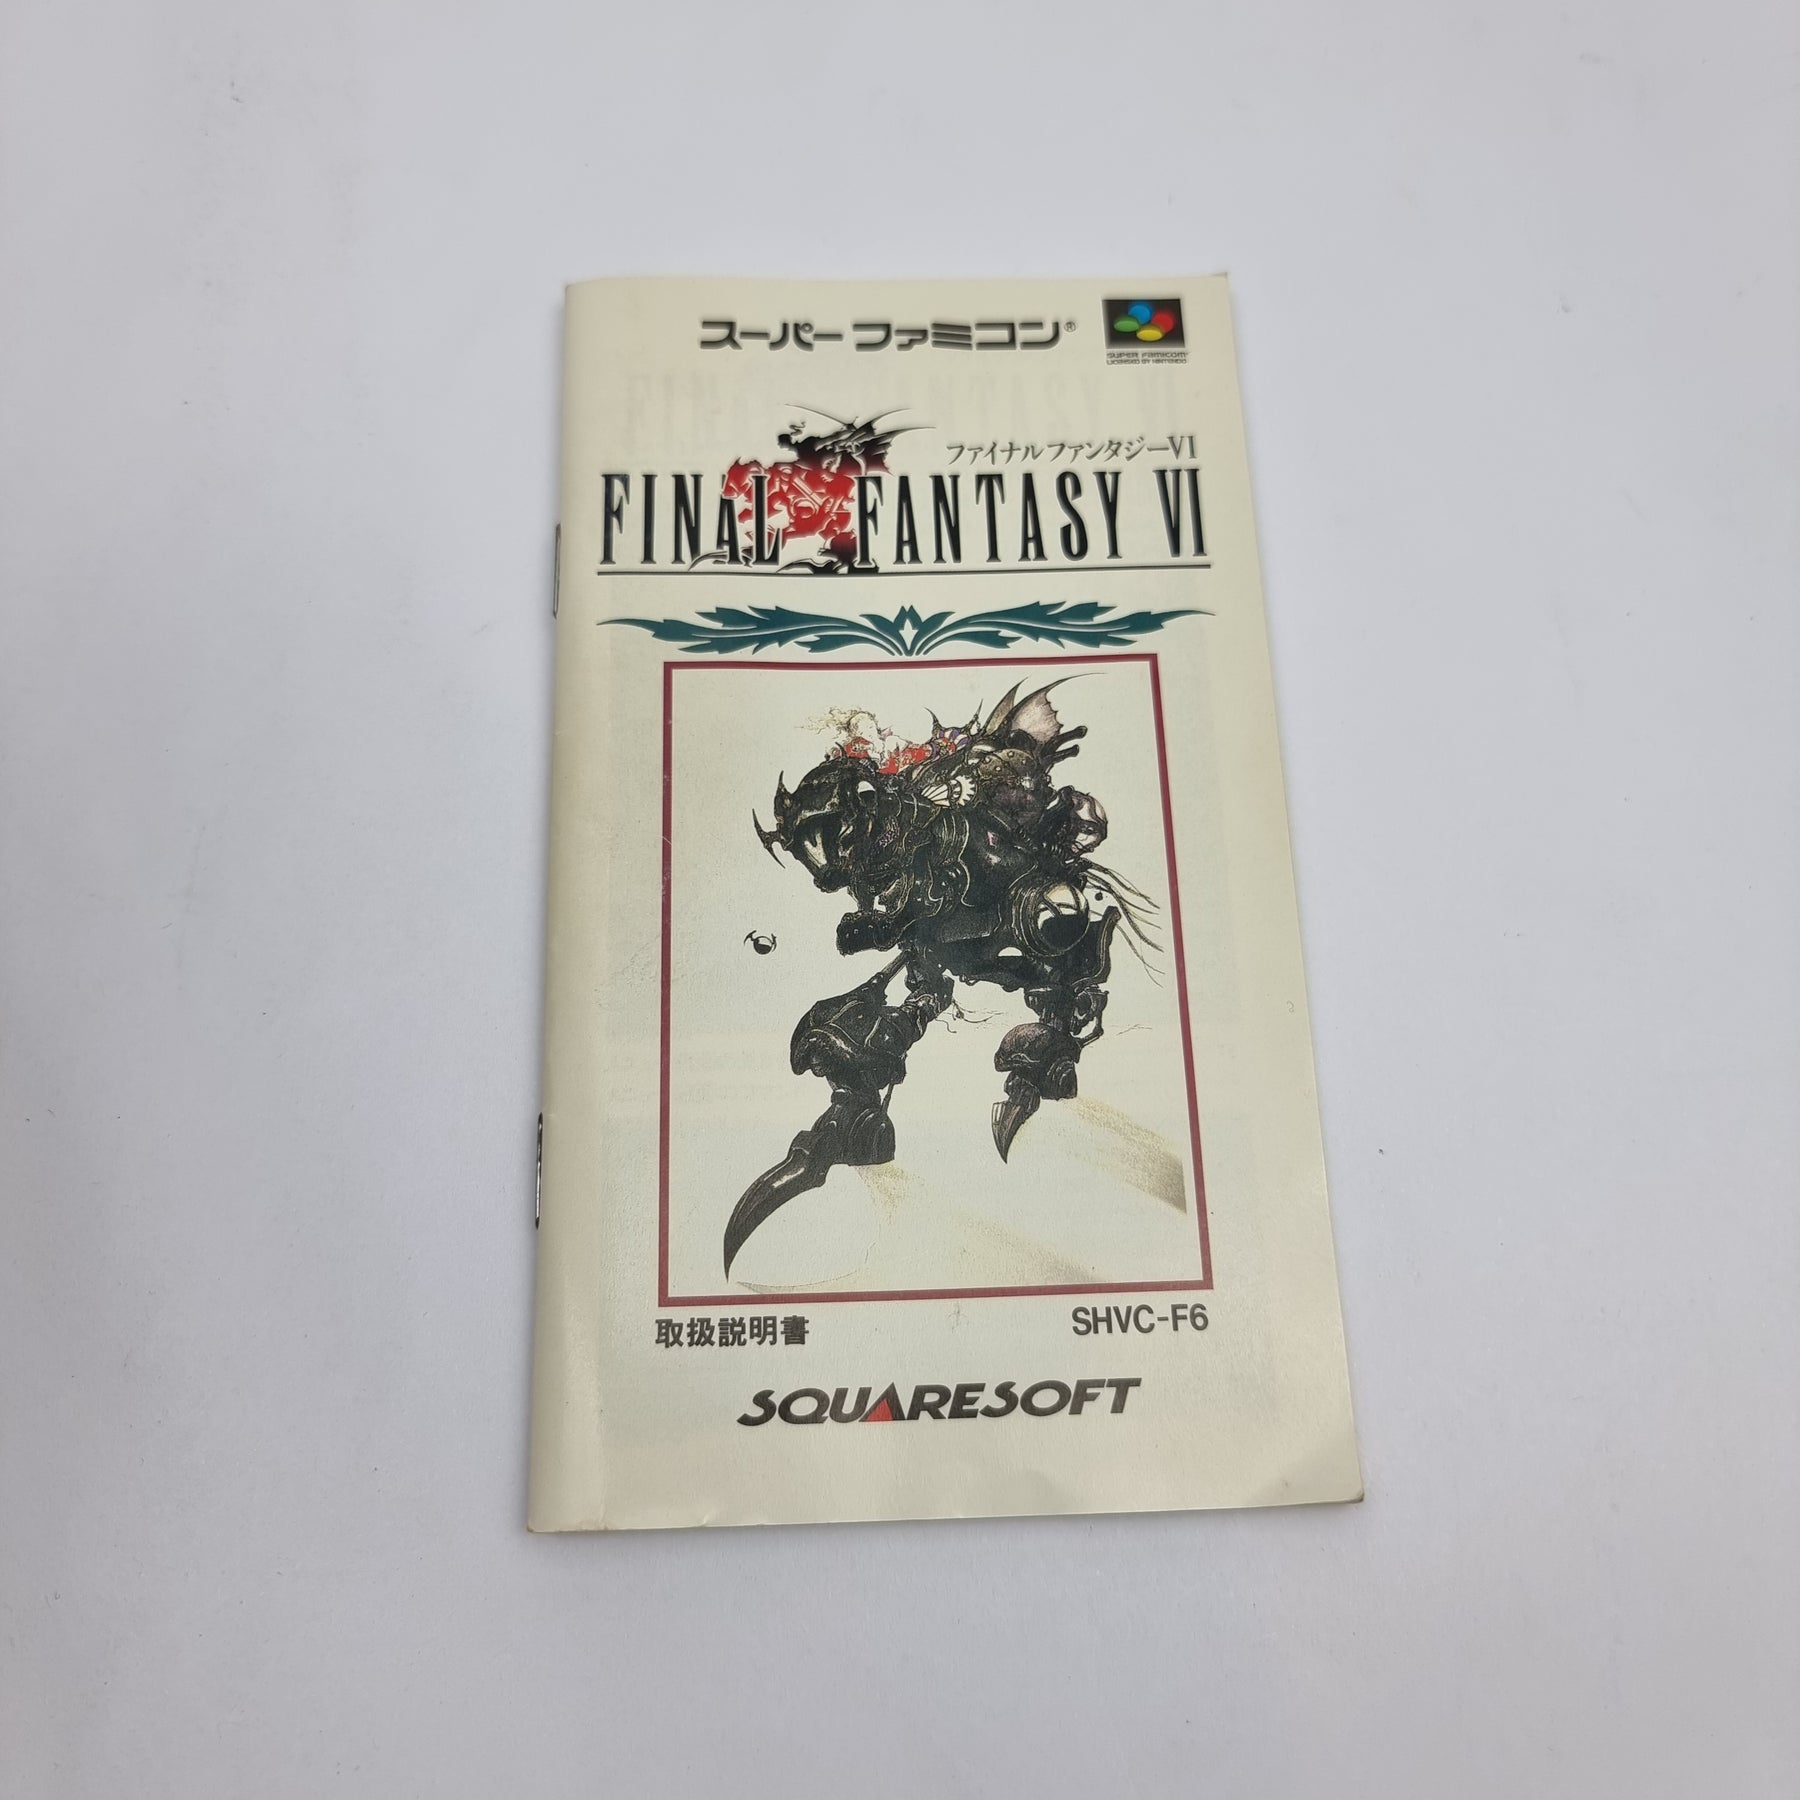 スーパーファミコン®
SUPER FAMICOM
LICENSED BY NINTENDO
ファイナルファンタジーVI
FINAL FANTASY VI
取扱説明書
SHVC-F6
SQUARESOFT